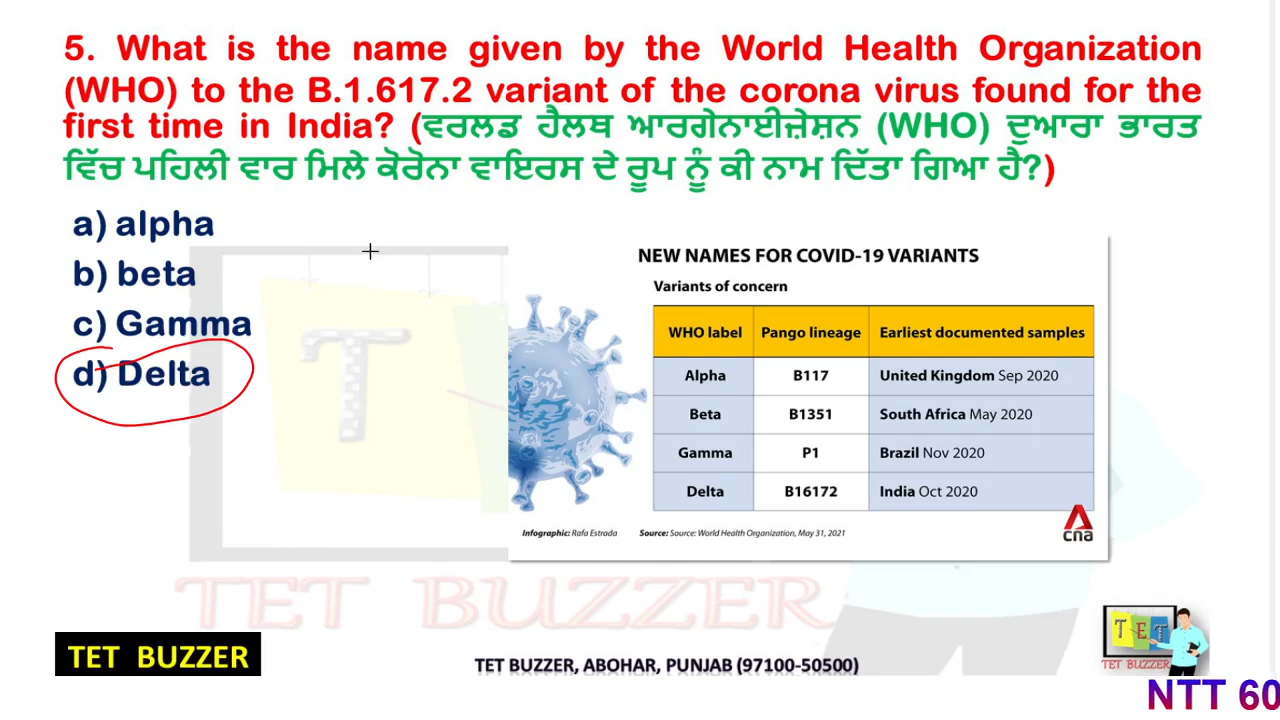 5. What is the name given by the World Health Organization
(WHO) to the B.1.617.2 variant of the corona virus found for the
first time in India? (ਵਰਲਡ ਹੈਲਥ ਆਰਗੇਨਾਈਜ਼ੇਸ਼ਨ (WHO) ਦੁਆਰਾ ਭਾਰਤ
ਵਿੱਚ ਪਹਿਲੀ ਵਾਰ ਮਿਲੇ ਕੋਰੋਨਾ ਵਾਇਰਸ ਦੇ ਰੂਪ ਨੂੰ ਕੀ ਨਾਮ ਦਿੱਤਾ ਗਿਆ ਹੈ?)
a) alpha
b) beta
c) Gamma
d) Delta
NEW NAMES FOR COVID-19 VARIANTS
Variants of concern
WHO label Pango lineage Earliest documented samples
Alpha B117 United Kingdom Sep 2020
Beta B1351 South Africa May 2020
Gamma P1 Brazil Nov 2020
Delta B16172 India Oct 2020
Infographic: Rafa Estrada Source: Source: World Health Organization, May 31, 2021
cna
T
TET BUZZER
TET
TET BUZZER
TET BUZZER
TET BUZZER, ABOHAR, PUNJAB (97100-50500)
NTT 60